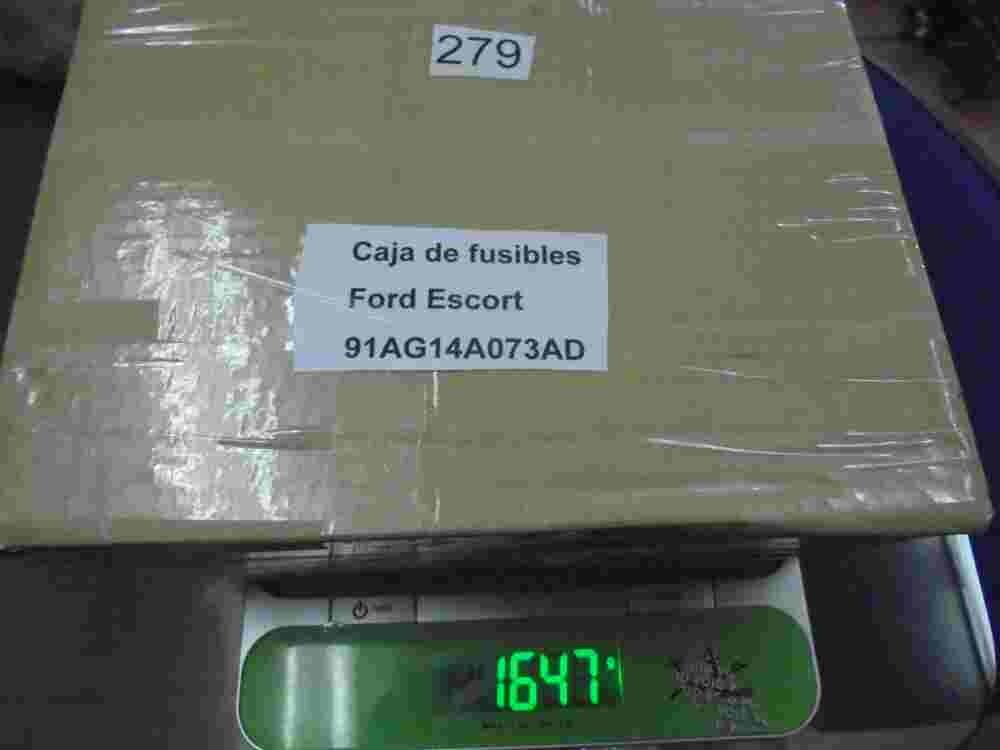 279
Caja de fusibles
Ford Escort
91AG14A073AD
1647